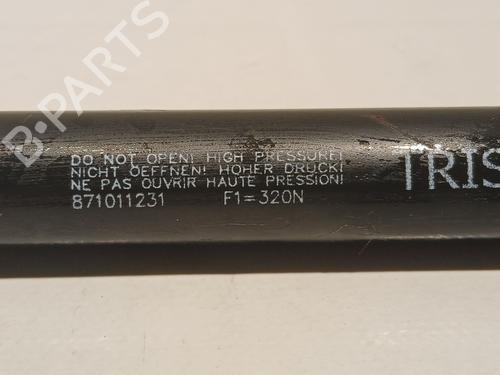 B-PARTS
DO NOT OPEN! HIGH PRESSURE!
NICHT OEFFNEN! HOHER DRUCK!
NE PAS OUVRIR HAUTE PRESSION!
871011231 F1=320N
TRIS